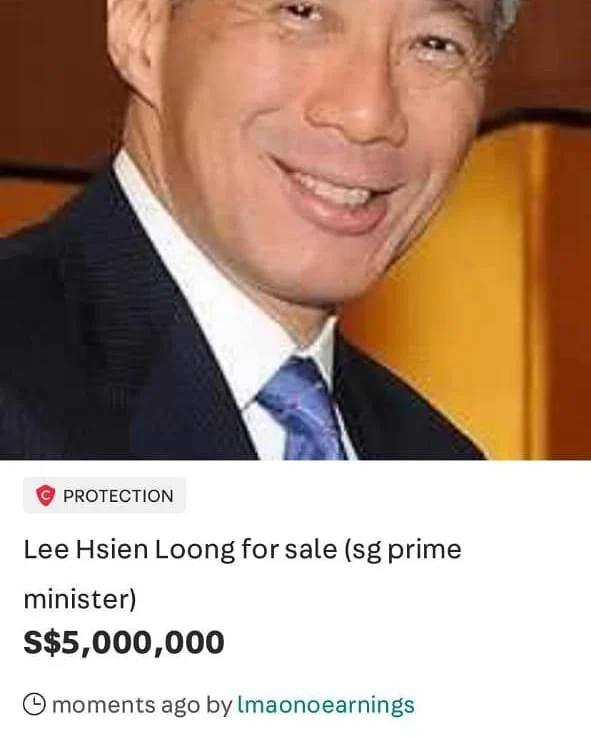 PROTECTION
Lee Hsien Loong for sale (sg prime
minister)
S$5,000,000
moments ago by lmaonoearnings